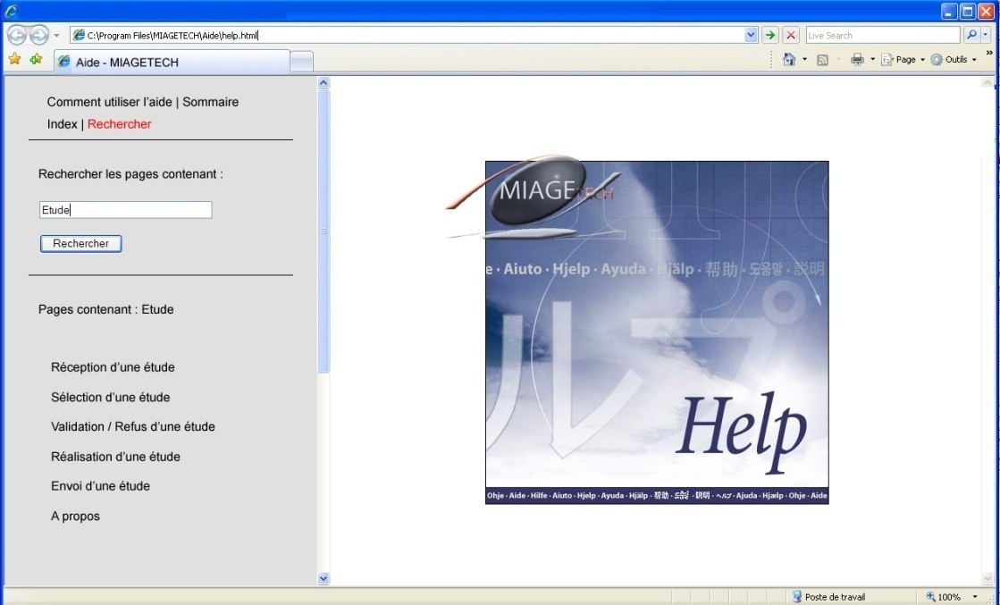 C:\Program Files\MIAGETECH\Aide\help.html
Live Search
Aide - MIAGETECH
Page
Outils
Comment utiliser l'aide | Sommaire
Index | Rechercher
Rechercher les pages contenant :
Etude
Rechercher
Pages contenant : Etude
Réception d'une étude
Sélection d'une étude
Validation / Refus d'une étude
Réalisation d'une étude
Envoi d'une étude
A propos
MIAGETECH
e · Aiuto · Hjelp · Ayuda · Hjälp · 帮助 · 도움말 · 説明
ルプ
Help
Ohje · Aide · Hilfe · Aiuto · Hjelp · Ayuda · Hjälp · 帮助 · 도움말 · 説明 · ヘルプ · Ajuda · Hjælp · Ohje · Aide
Poste de travail
100%